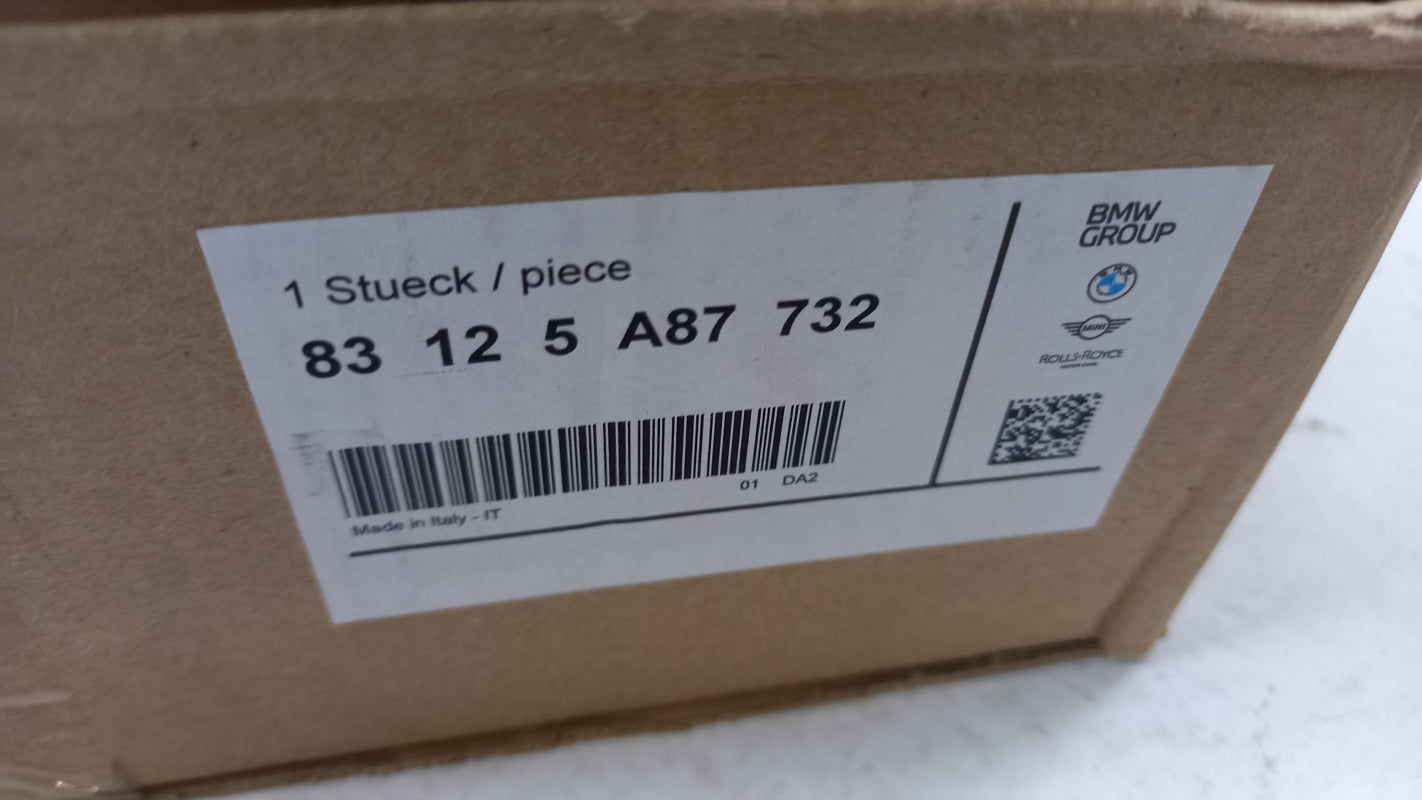 1 Stueck / piece
83 12 5 A87 732
01 DA2
Made in Italy - IT
BMW
GROUP
BMW
MINI
ROLLS-ROYCE